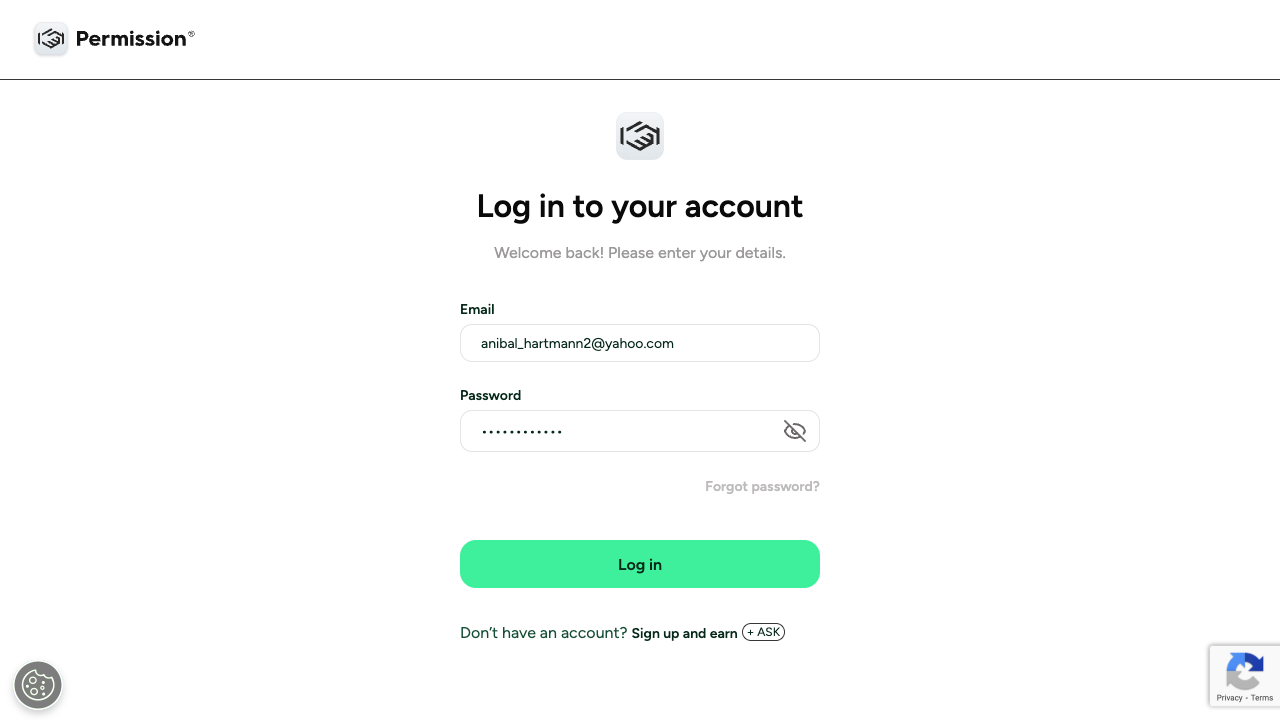 Permission®
Log in to your account
Welcome back! Please enter your details.
Email
anibal_hartmann2@yahoo.com
Password
••••••••••••
Forgot password?
Log in
Don't have an account? Sign up and earn + ASK
Privacy - Terms